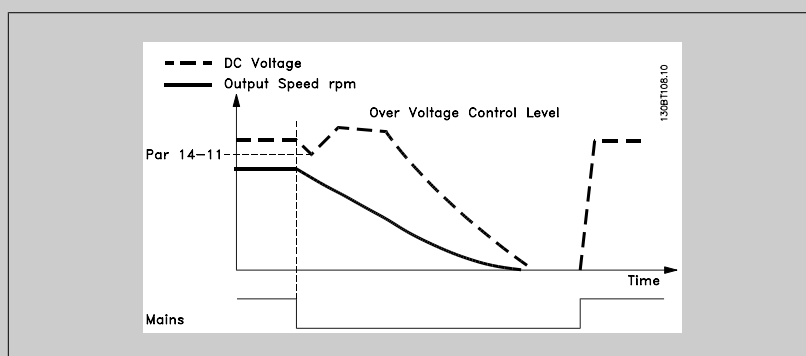 DC Voltage
Output Speed rpm
Over Voltage Control Level
130BT108.10
Par 14-11
Time
Mains